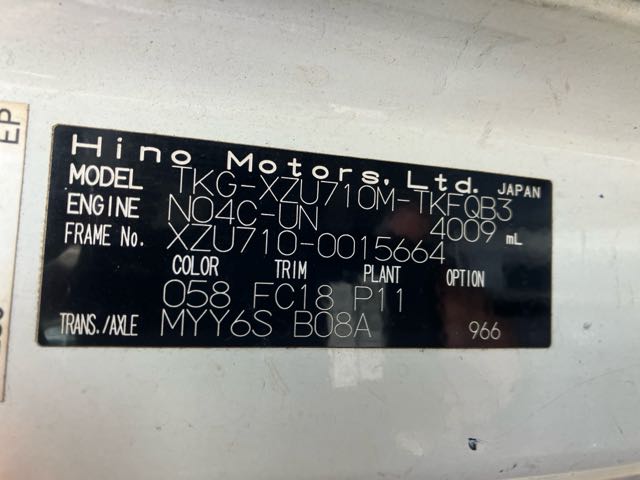 Hino Motors, Ltd. JAPAN
MODEL TKG-XZU710M-TKFQB3
ENGINE N04C-UN 4009 mL
FRAME No. XZU710-0015664
COLOR TRIM PLANT OPTION
058 FC18 P11
TRANS./AXLE MYY6S B08A 966
EP